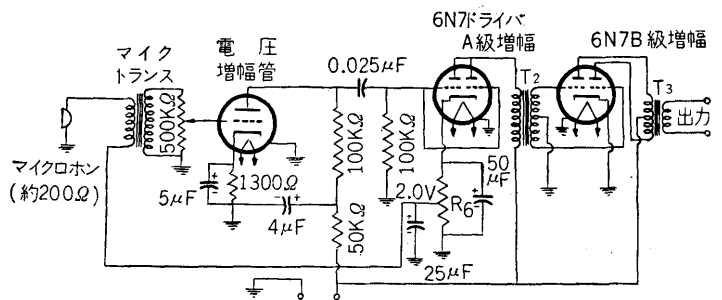 マイク
トランス
500KΩ
マイクロホン
(約200Ω)
電圧
増幅管
5μF
1300Ω
4μF
0.025μF
100KΩ
100KΩ
50KΩ
6N7ドライバ
A級増幅
2.0V
R6
50
μF
25μF
T2
6N7B級増幅
T3
出力